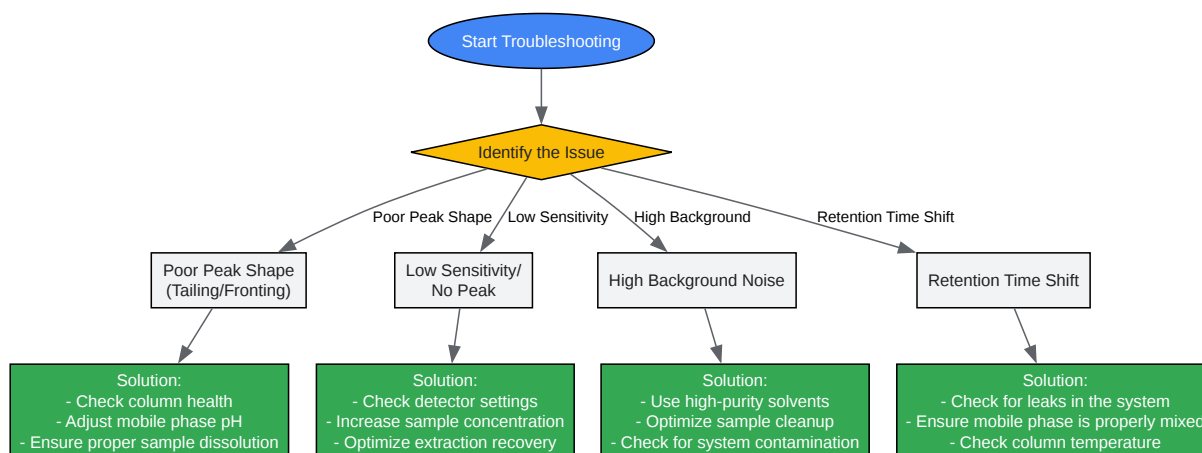 Start Troubleshooting
Identify the Issue
Poor Peak Shape
Low Sensitivity
High Background
Retention Time Shift
Poor Peak Shape
(Tailing/Fronting)
Low Sensitivity/
No Peak
High Background Noise
Retention Time Shift
Solution:
- Check column health
- Adjust mobile phase pH
- Ensure proper sample dissolution
Solution:
- Check detector settings
- Increase sample concentration
- Optimize extraction recovery
Solution:
- Use high-purity solvents
- Optimize sample cleanup
- Check for system contamination
Solution:
- Check for leaks in the system
- Ensure mobile phase is properly mixed
- Check column temperature